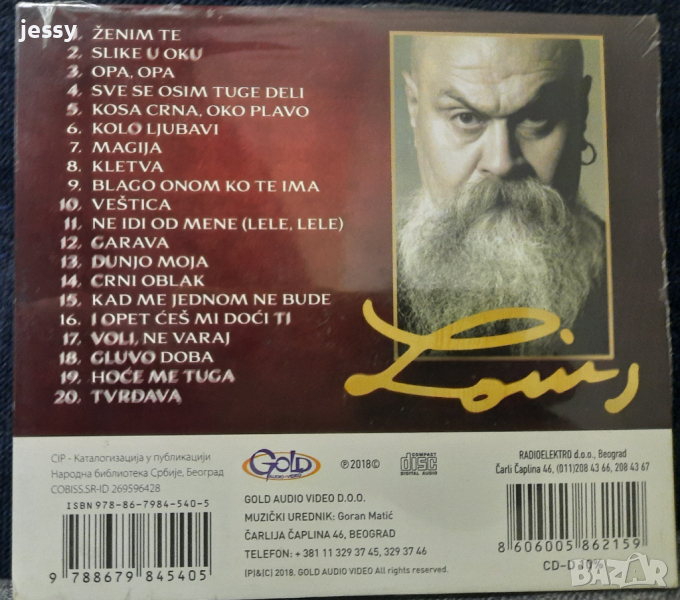 jessy
1. ŽENIM TE
2. SLIKE U OKU
3. OPA, OPA
4. SVE SE OSIM TUGE DELI
5. KOSA CRNA, OKO PLAVO
6. KOLO LJUBAVI
7. MAGIJA
8. KLETVA
9. BLAGO ONOM KO TE IMA
10. VEŠTICA
11. NE IDI OD MENE (LELE, LELE)
12. GARAVA
13. DUNJO MOJA
14. CRNI OBLAK
15. KAD ME JEDNOM NE BUDE
16. I OPET ĆEŠ MI DOĆI TI
17. VOLI, NE VARAJ
18. GLUVO DOBA
19. HOĆE ME TUGA
20. TVRĐAVA
Louis
CIP - Каталогизација у публикацији
Народна библиотека Србије, Београд
COBISS.SR-ID 269596428
ISBN 978-86-7984-540-5
9 788679 845405
Gold
AUDIO-VIDEO
℗2018©
COMPACT
disc
DIGITAL AUDIO
GOLD AUDIO VIDEO D.O.O.
MUZIČKI UREDNIK: Goran Matić
ČARLIJA ČAPLINA 46, BEOGRAD
TELEFON: + 381 11 329 37 45, 329 37 46
(P)&(C) 2018. GOLD AUDIO VIDEO All rights reserved.
RADIOELEKTRO d.o.o., Beograd
Čarli Čaplina 46, (011)208 43 66, 208 43 67
8 606005 862159
BAZAR